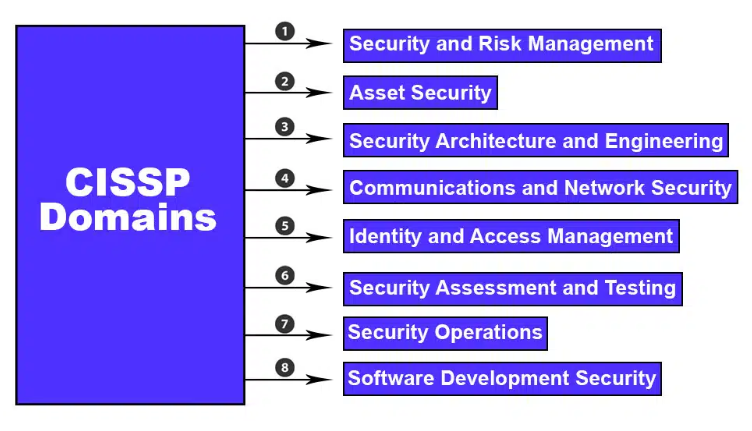 CISSP
Domains
1
Security and Risk Management
2
Asset Security
3
Security Architecture and Engineering
4
Communications and Network Security
5
Identity and Access Management
6
Security Assessment and Testing
7
Security Operations
8
Software Development Security